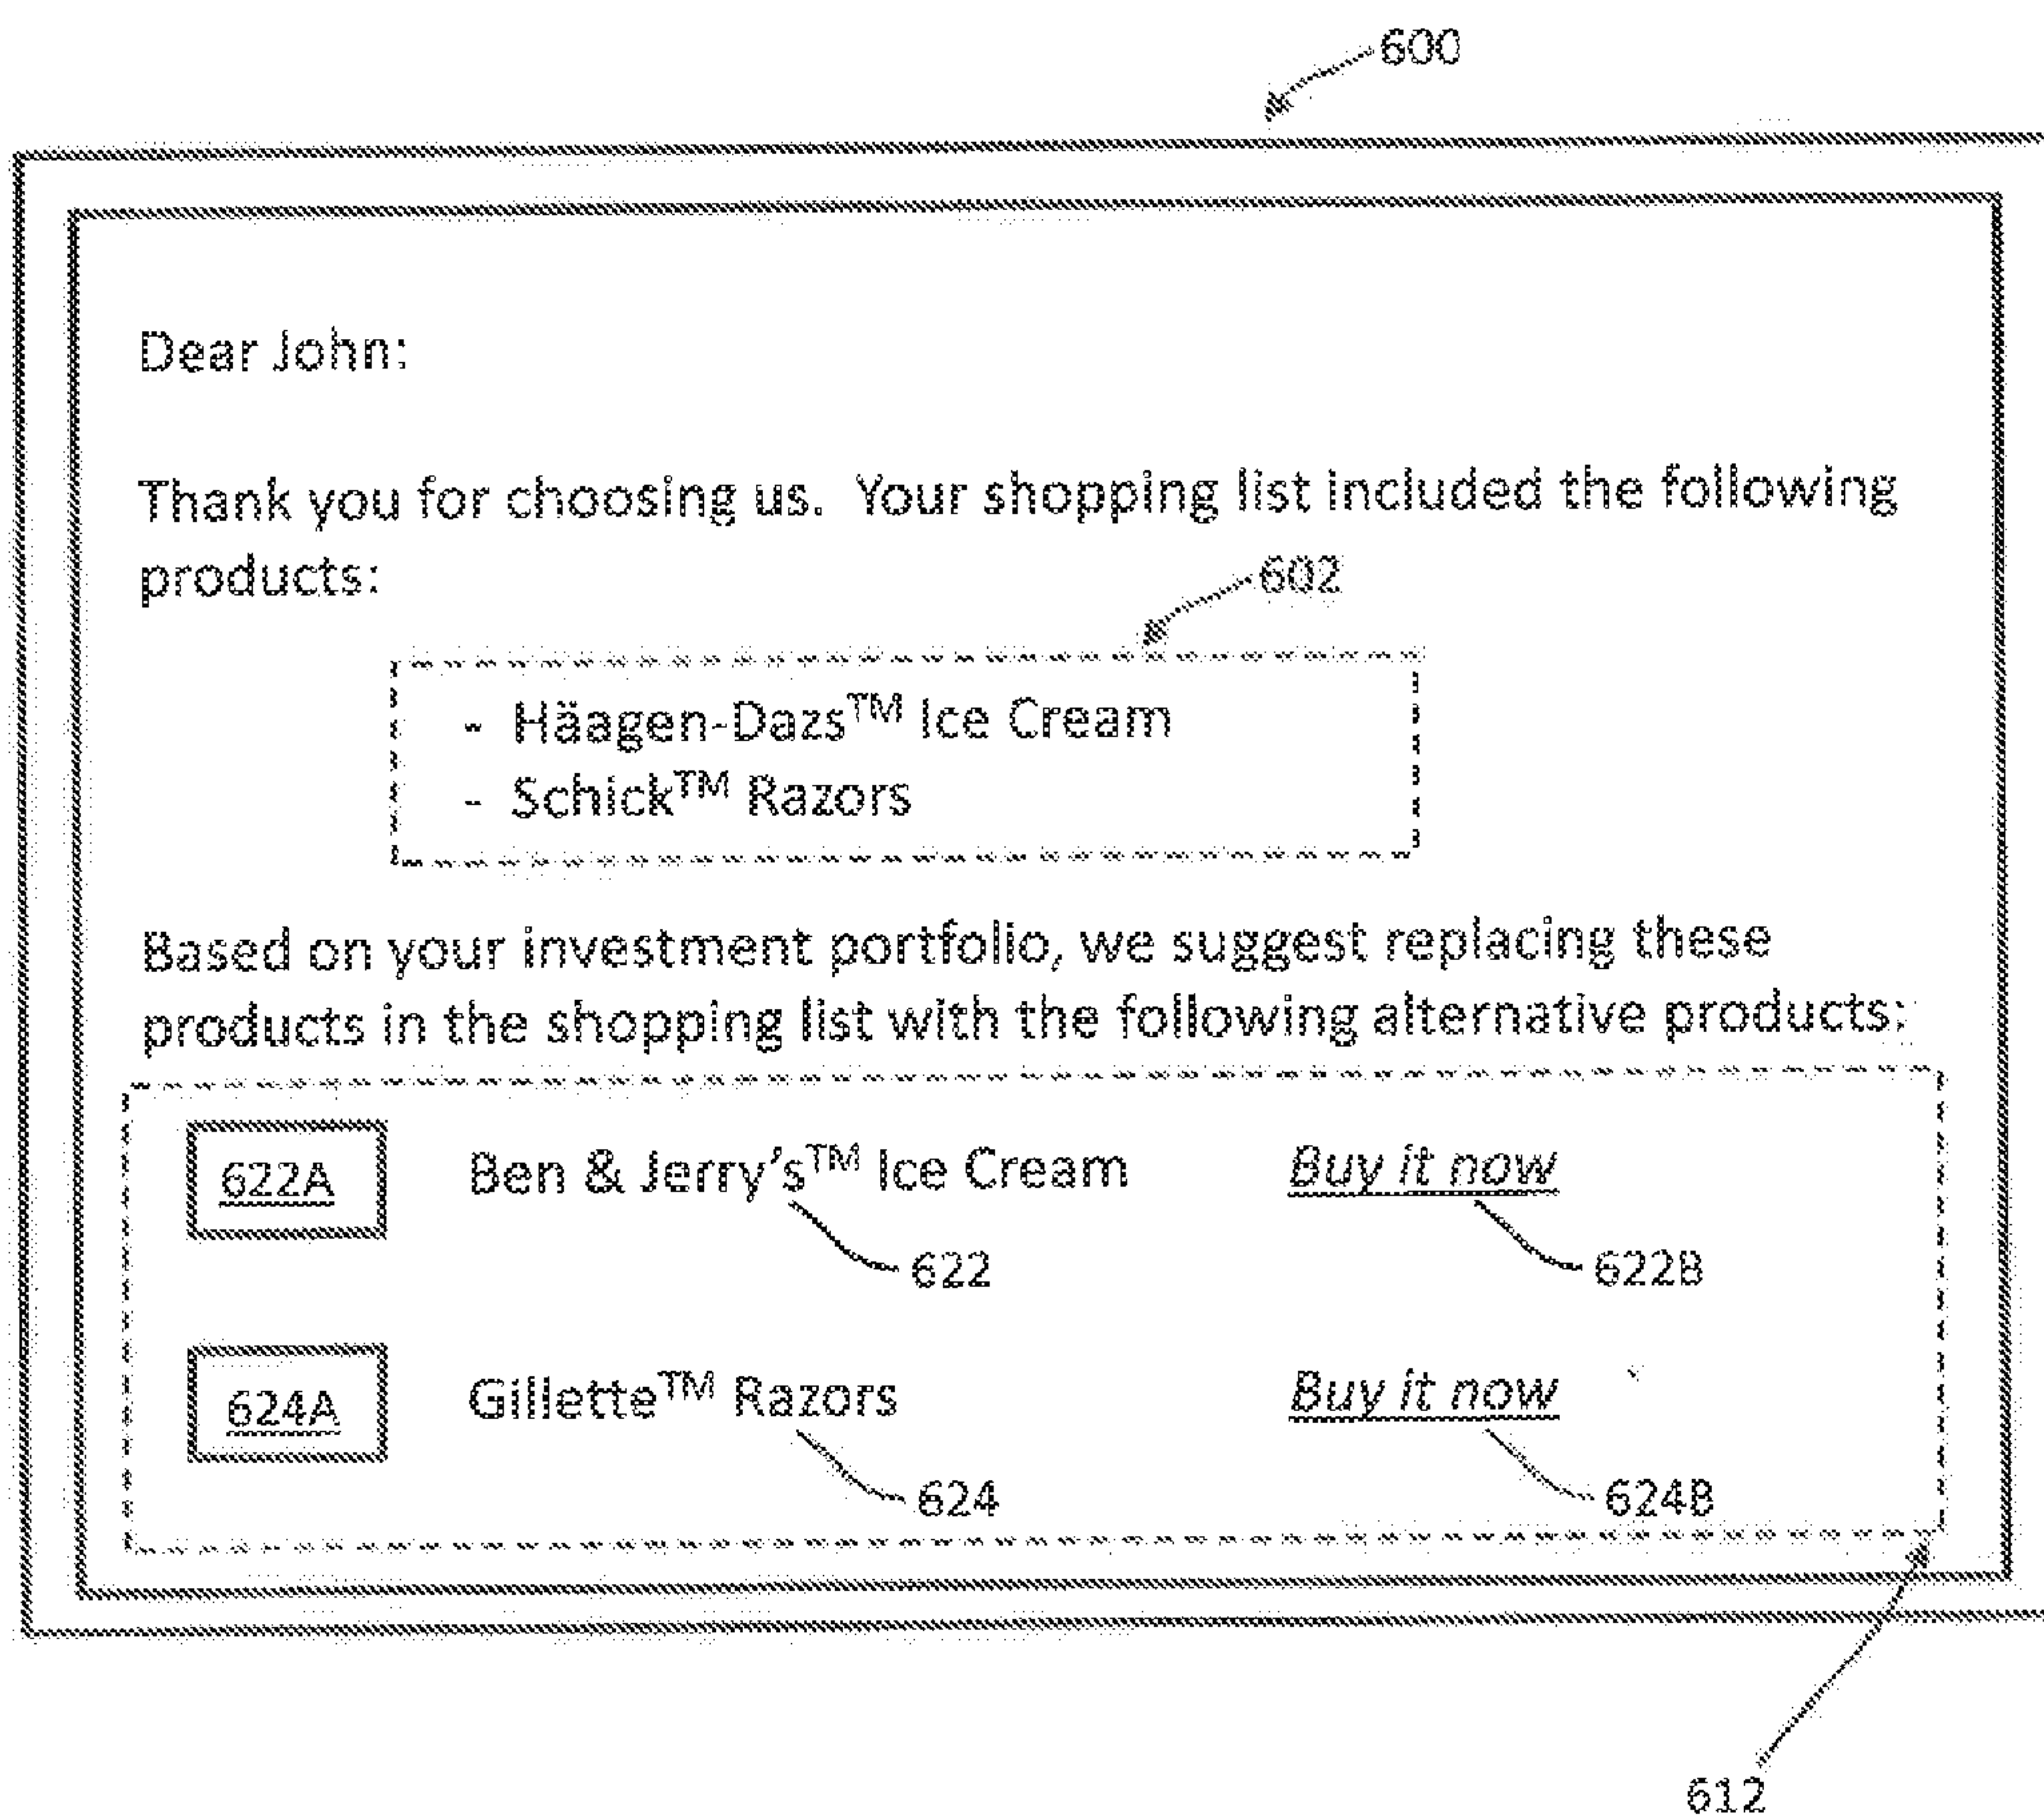 600
Dear John:
Thank you for choosing us.  Your shopping list included the following
products:
602
- Häagen-Dazs™ Ice Cream
- Schick™ Razors
Based on your investment portfolio, we suggest replacing these
products in the shopping list with the following alternative products:
622A Ben & Jerry's™ Ice Cream Buy it now
622 622B
624A Gillette™ Razors Buy it now
624 624B
612